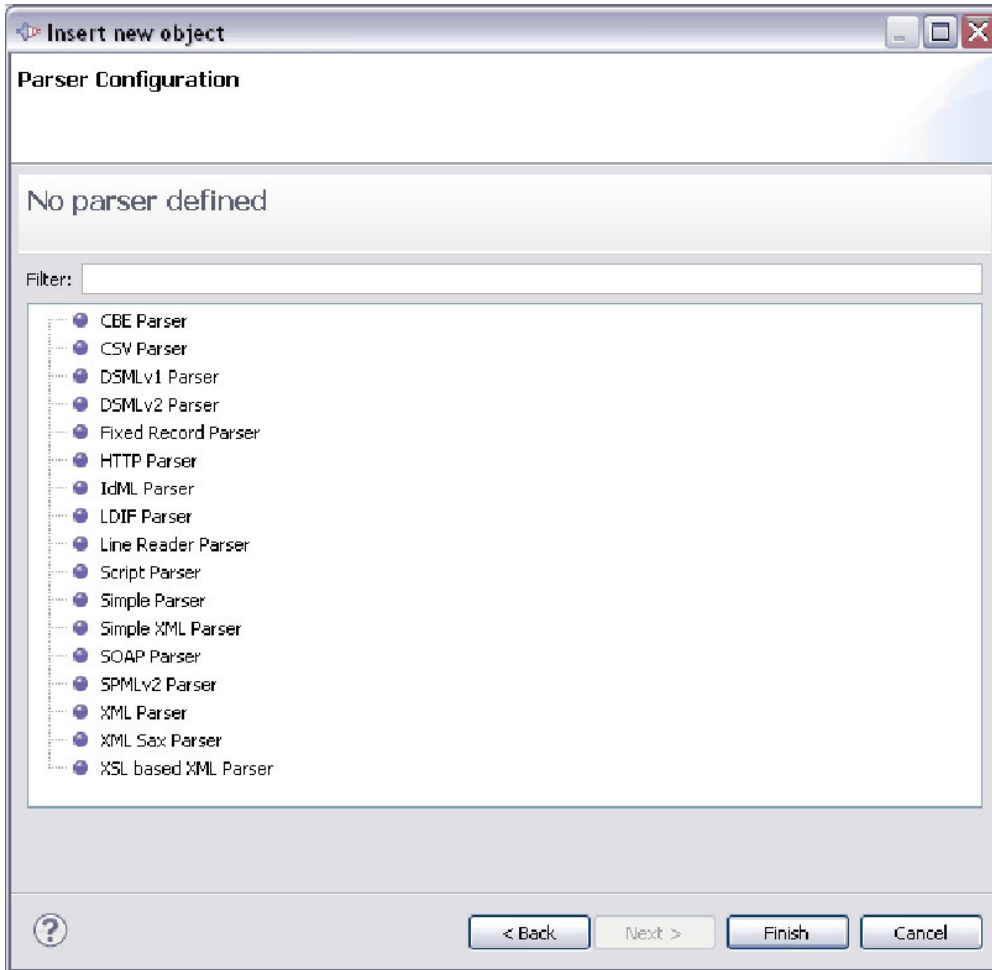 Insert new object
Parser Configuration
No parser defined
Filter:
CBE Parser
CSV Parser
DSMLv1 Parser
DSMLv2 Parser
Fixed Record Parser
HTTP Parser
IdML Parser
LDIF Parser
Line Reader Parser
Script Parser
Simple Parser
Simple XML Parser
SOAP Parser
SPMLv2 Parser
XML Parser
XML Sax Parser
XSL based XML Parser
? < Back Next > Finish Cancel